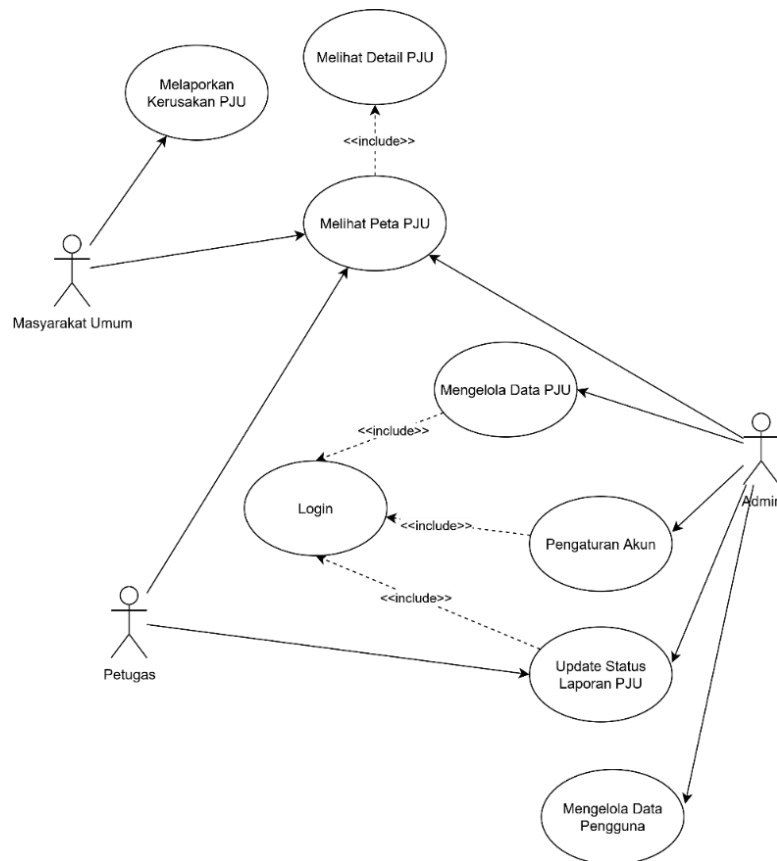 Melihat Detail PJU
Melaporkan
Kerusakan PJU
<<include>>
Melihat Peta PJU
Masyarakat Umum
Mengelola Data PJU
<<include>>
Login
Admin
<<include>>
Pengaturan Akun
<<include>>
Petugas
Update Status
Laporan PJU
Mengelola Data
Pengguna